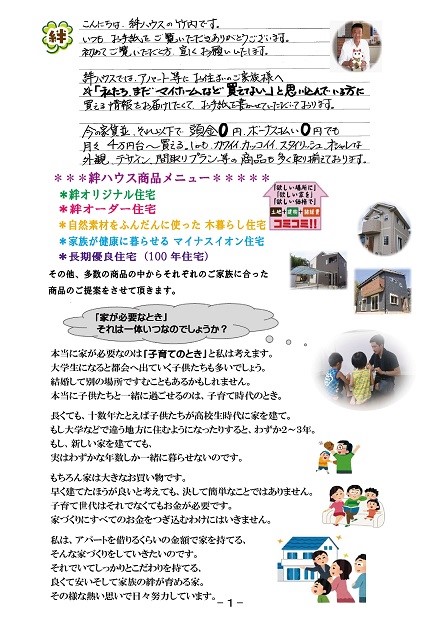 絆
こんにちは、絆ハウスの竹内です。
いつも お手紙をご覧いただきありがとうございます。
初めてご覧いただく方、宜しくお願いします。
絆ハウスでは、アパート等にお住まいのご家族様へ
☆「私たち、まだマイホームなど買えない」と思い込んでいる方に
買える情報をお届けしたくて、お手紙を書かせていただいております。
今の家賃並、それ以下で 頭金0円、ボーナス払い0円でも
月々 4万円台〜買える。しかも、カワイイ、カッコイイ、スタイリッシュ、オシャレな
外観、デザイン、間取りプラン等の商品も多く取り揃えております。
***絆ハウス商品メニュー*****
*絆オリジナル住宅
*絆オーダー住宅
*自然素材をふんだんに使った 木暮らし住宅
*家族が健康に暮らせる マイナスイオン住宅
*長期優良住宅（100年住宅）
「欲しい場所に」
「欲しい家を」
「欲しい価格で」
コミコミ!!
その他、多数の商品の中からそれぞれのご家族に合った
商品のご提案をさせて頂きます。
「家が必要なとき」
それは一体いつなのでしょうか？
本当に家が必要なのは「子育てのとき」と私は考えます。
大学生になると都会へ出ていく子供たちも多いでしょう。
結婚して別の場所ですむこともあるかもしれません。
本当に子供たちと一緒に過ごせるのは、子育て時代のとき。
長くても、十数年たとえば子供たちが高校生時代に家を建て。
もし大学などで違う地方に住むようになったりすると、わずか2～3年。
もし、新しい家を建てても、
実はわずかな年数しか一緒に暮らせないのです。
もちろん家は大きなお買い物です。
早く建てたほうが良いと考えても、決して簡単なことではありません。
子育て世代はそれでなくてもお金が必要です。
家づくりにすべてのお金をつぎ込むわけにはいきません。
私は、アパートを借りるくらいの金額で家を持てる、
そんな家づくりをしていきたいのです。
それでいてしっかりとこだわりを持てる、
良くて安いそして家族の絆が育める家。
その様な熱い思いで日々努力しています。
- 1 -